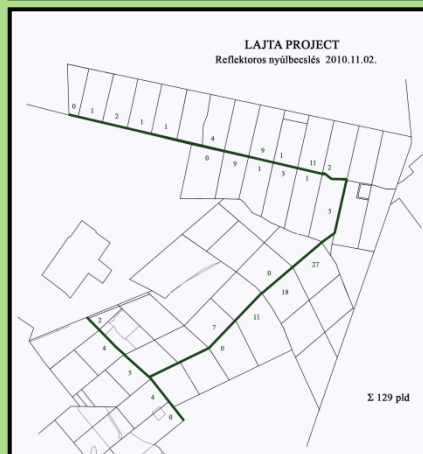 LAJTA PROJECT
Reflektoros nyúlbecslés 2010.11.02.
0 1 2 1 1 4 9 1 11 2
0 9 1 3 1
5
27
0
18
11
7
0
2
4
5
4
0
Σ 129 pld